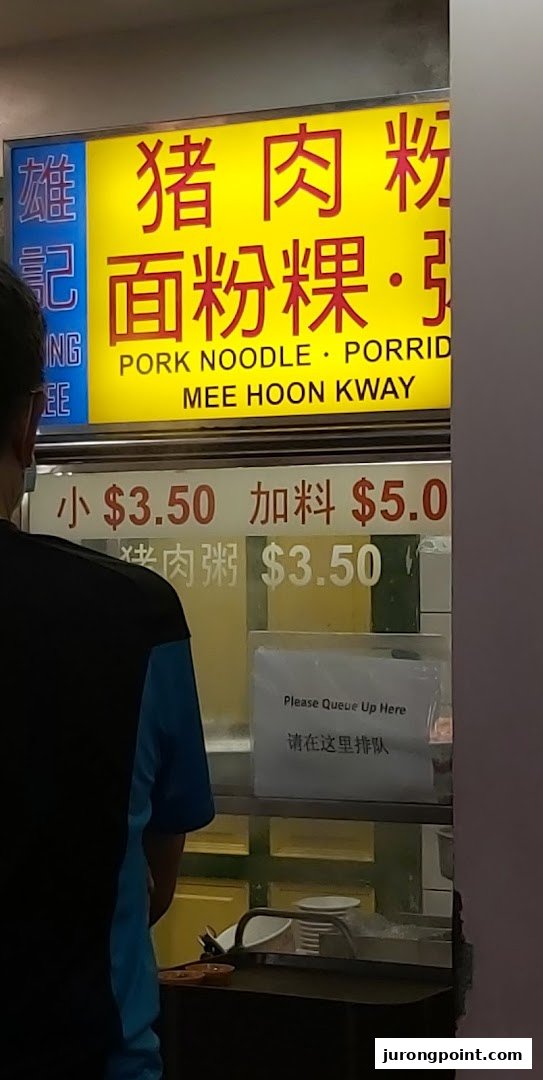 雄記
猪肉粉
面粉粿·粥
PORK NOODLE · PORRID
MEE HOON KWAY
小 $3.50 加料 $5.0
猪肉粥 $3.50
Please Queue Up Here
请在这里排队
jurongpoint.com